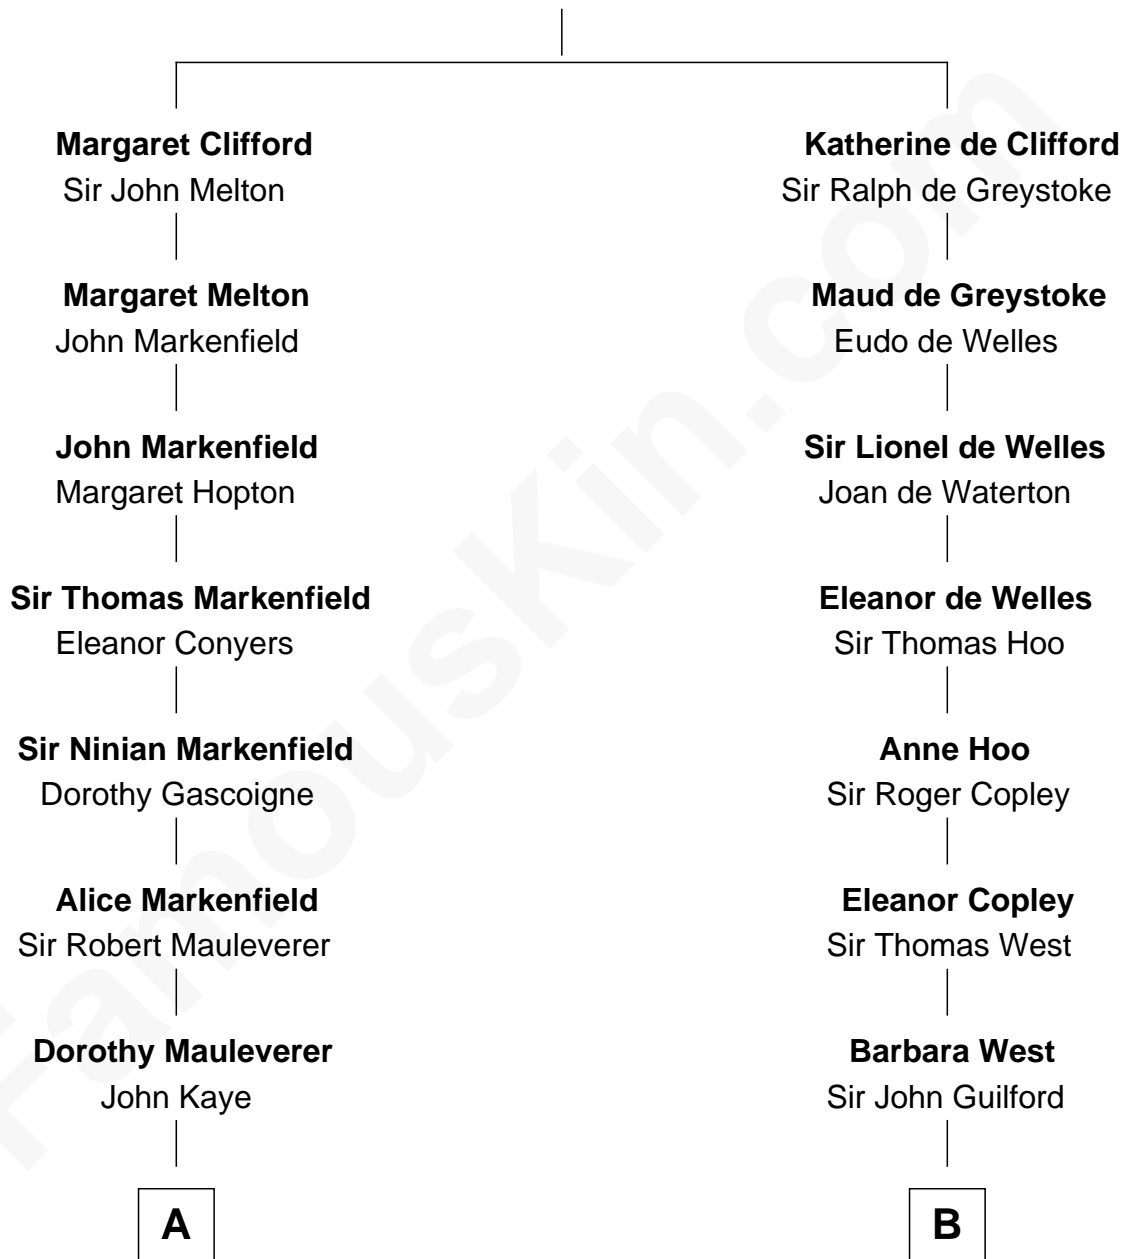 Margaret Clifford
Sir John Melton
Margaret Melton
John Markenfield
John Markenfield
Margaret Hopton
Sir Thomas Markenfield
Eleanor Conyers
Sir Ninian Markenfield
Dorothy Gascoigne
Alice Markenfield
Sir Robert Mauleverer
Dorothy Mauleverer
John Kaye
A
Katherine de Clifford
Sir Ralph de Greystoke
Maud de Greystoke
Eudo de Welles
Sir Lionel de Welles
Joan de Waterton
Eleanor de Welles
Sir Thomas Hoo
Anne Hoo
Sir Roger Copley
Eleanor Copley
Sir Thomas West
Barbara West
Sir John Guilford
B
FamousKin.com